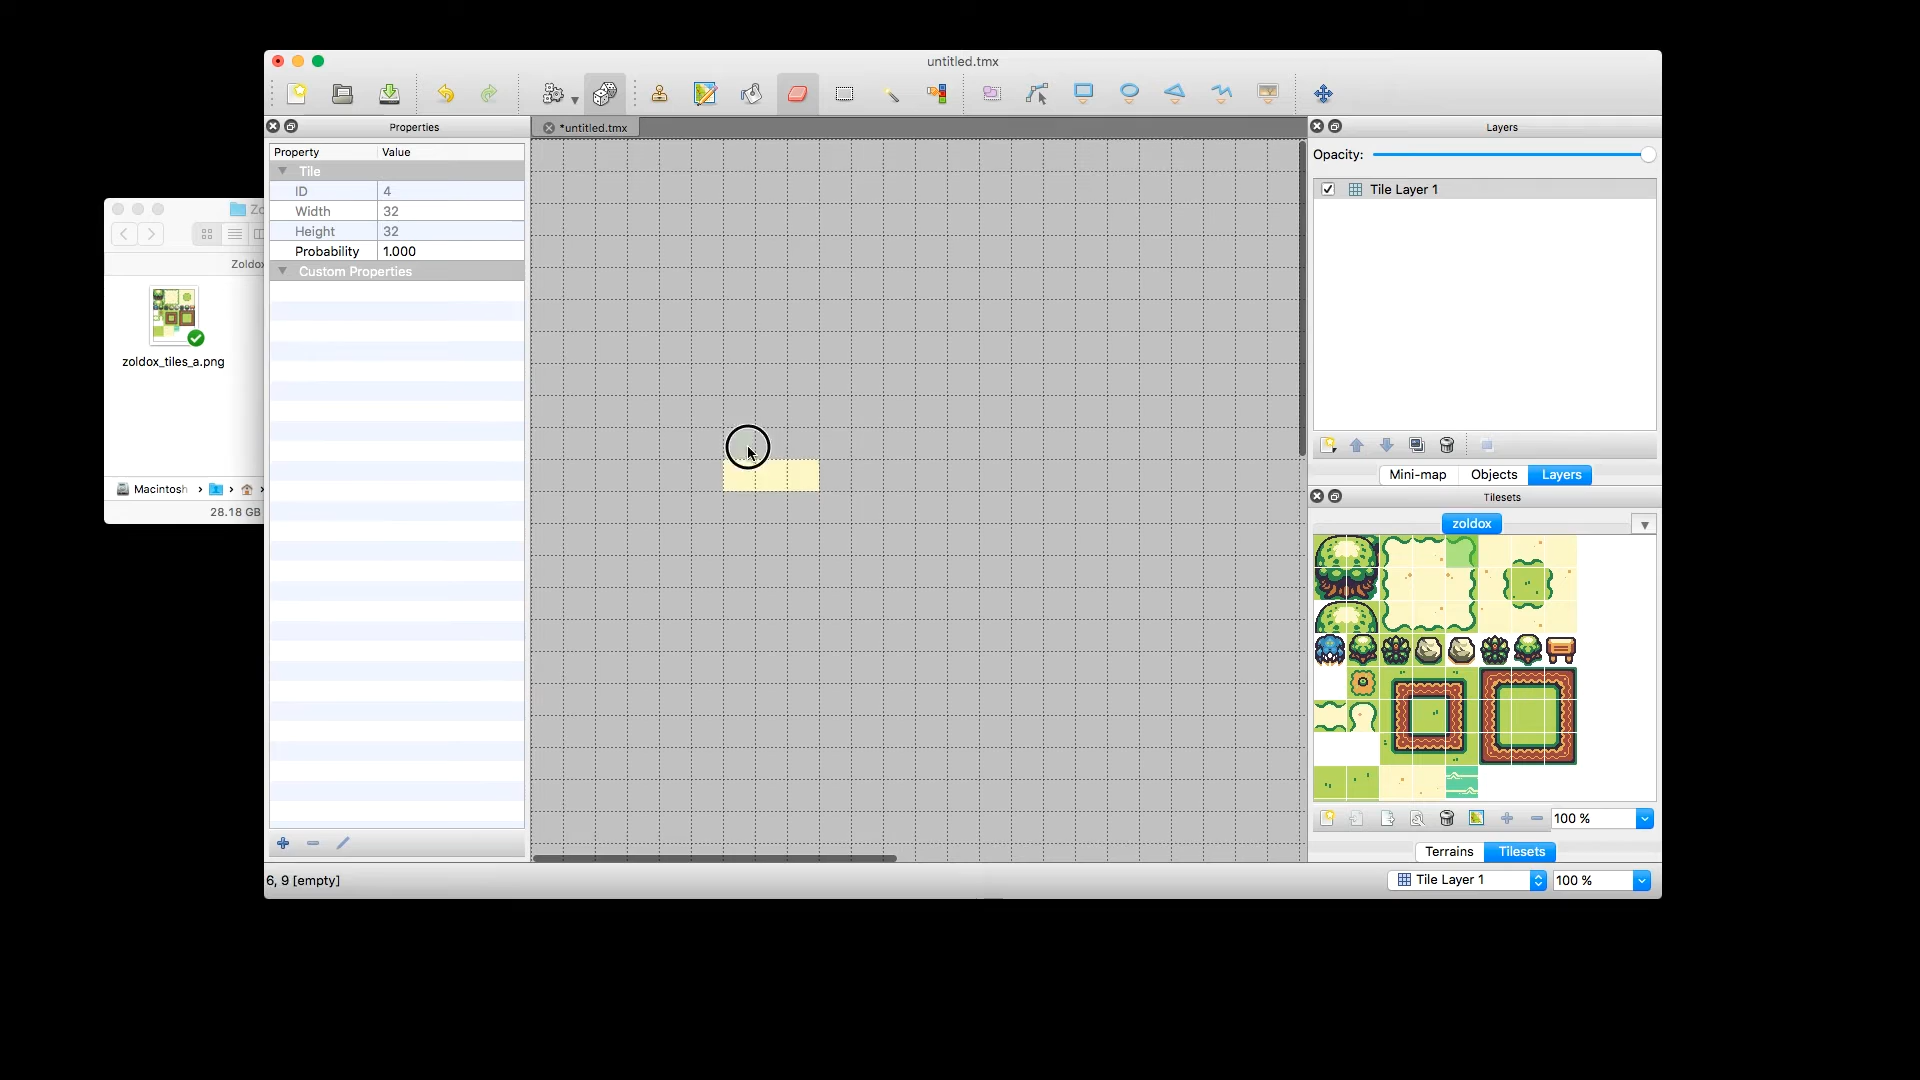 untitled.tmx
Properties
*untitled.tmx
Layers
Property Value
Opacity:
Tile
ID 4
Tile Layer 1
Width 32
Height 32
Probability 1.000
Custom Properties
Zoldox
zoldox_tiles_a.png
Macintosh
28.18 GB
Mini-map Objects Layers
Tilesets
zoldox
100 %
Terrains Tilesets
6, 9 [empty]
Tile Layer 1
100 %